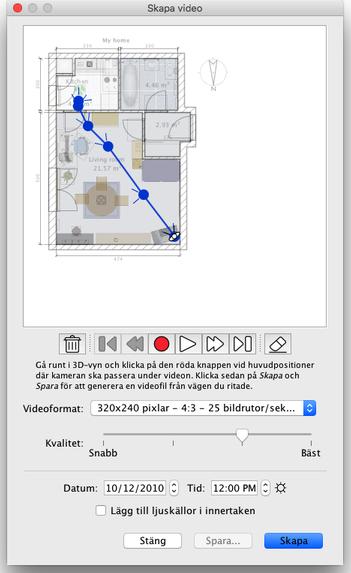 Skapa video
My home
Kitchen
4.46 m²
2.93 m²
N
Living room
21.57 m²
474
Gå runt i 3D-vyn och klicka på den röda knappen vid huvudpositioner
där kameran ska passera under videon. Klicka sedan på Skapa och
Spara för att generera en videofil från vägen du ritade.
Videoformat: 320x240 pixlar - 4:3 - 25 bildrutor/sek...
Kvalitet:
Snabb Bäst
Datum: 10/12/2010 Tid: 12:00 PM
Lägg till ljuskällor i innertaken
Stäng Spara... Skapa